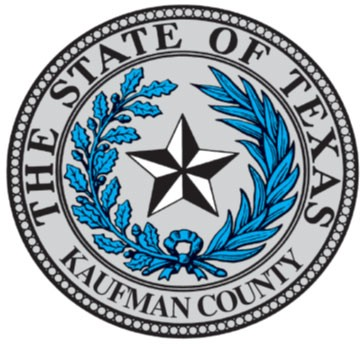 THE STATE OF TEXAS
KAUFMAN COUNTY